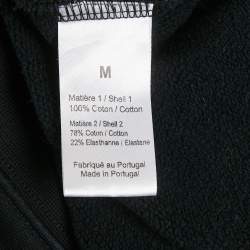 M
Matière 1 / Shell 1
100% Coton / Cotton
Matière 2 / Shell 2
78% Coton / Cotton
22% Elasthanne / Elastane
Fabriqué au Portugal
Made in Portugal